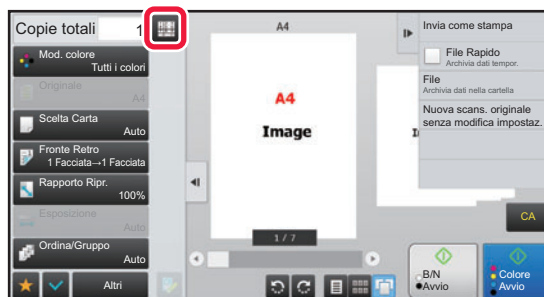 Copie totali 1
A4
Mod. colore
Tutti i colori
Originale
A4
Scelta Carta
Auto
Fronte Retro
1 Facciata→1 Facciata
Rapporto Ripr.
100%
Esposizione
Auto
Ordina/Gruppo
Auto
Altri
A4
Image
1 / 7
Invia come stampa
File Rapido
Archivia dati tempor.
File
Archivia dati nella cartella
Nuova scans. originale
senza modifica impostaz.
CA
B/N
Avvio
Colore
Avvio